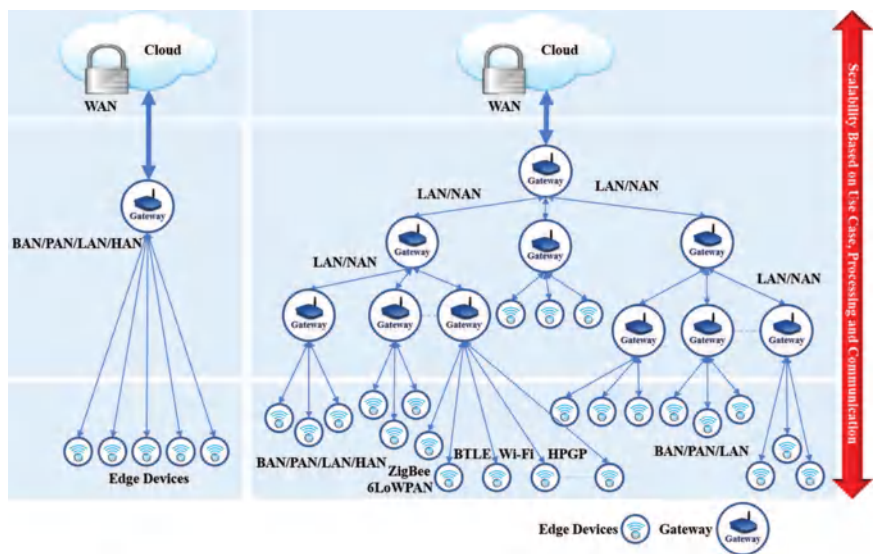 Cloud
WAN
Gateway
BAN/PAN/LAN/HAN
Edge Devices
Cloud
WAN
Gateway
LAN/NAN
LAN/NAN
Gateway
Gateway
Gateway
LAN/NAN
LAN/NAN
Gateway
Gateway
Gateway
Gateway
Gateway
Gateway
BAN/PAN/LAN/HAN
ZigBee
6LoWPAN
BTLE
Wi-Fi
HPGP
BAN/PAN/LAN
Scalability Based on Use Case, Processing and Communication
Edge Devices
Gateway
Gateway